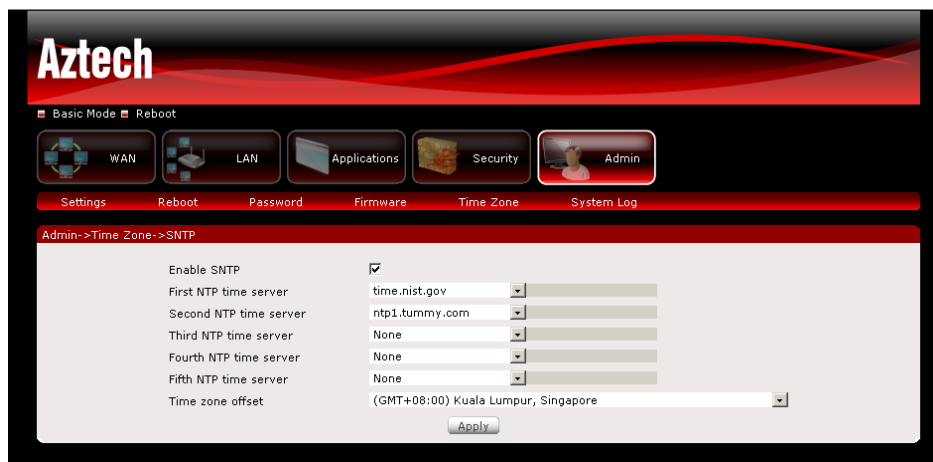 Aztech
Basic Mode Reboot
WAN LAN Applications Security Admin
Settings Reboot Password Firmware Time Zone System Log
Admin->Time Zone->SNTP
Enable SNTP
First NTP time server time.nist.gov
Second NTP time server ntp1.tummy.com
Third NTP time server None
Fourth NTP time server None
Fifth NTP time server None
Time zone offset (GMT+08:00) Kuala Lumpur, Singapore
Apply